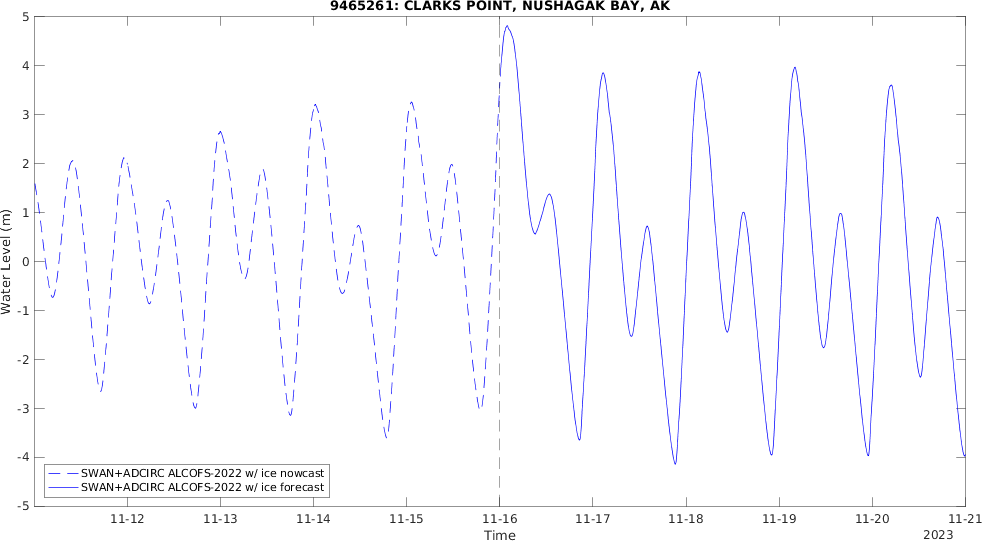 9465261: CLARKS POINT, NUSHAGAK BAY, AK
5
4
3
2
1
0
-1
-2
-3
-4
-5
Water Level (m)
SWAN+ADCIRC ALCOFS-2022 w/ ice nowcast
SWAN+ADCIRC ALCOFS-2022 w/ ice forecast
11-12 11-13 11-14 11-15 11-16 11-17 11-18 11-19 11-20 11-21
Time
2023